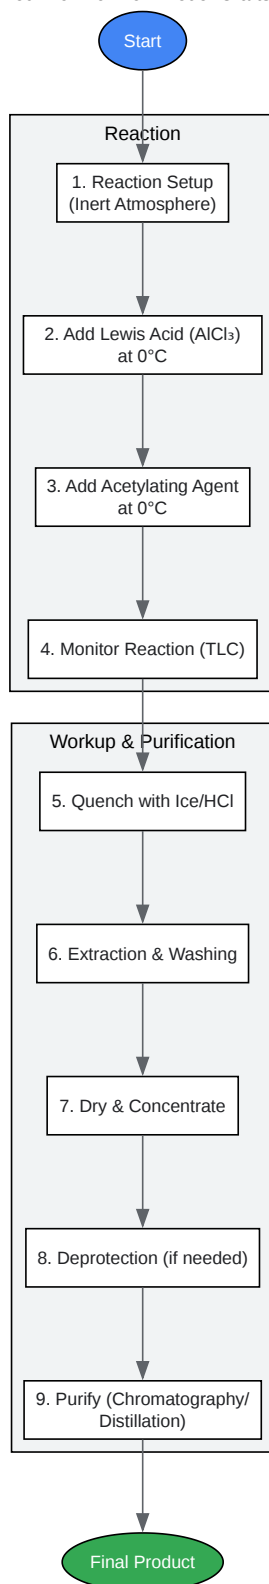 Start
Reaction
1. Reaction Setup
(Inert Atmosphere)
2. Add Lewis Acid (AlCl₃)
at 0°C
3. Add Acetylating Agent
at 0°C
4. Monitor Reaction (TLC)
Workup & Purification
5. Quench with Ice/HCl
6. Extraction & Washing
7. Dry & Concentrate
8. Deprotection (if needed)
9. Purify (Chromatography/
Distillation)
Final Product